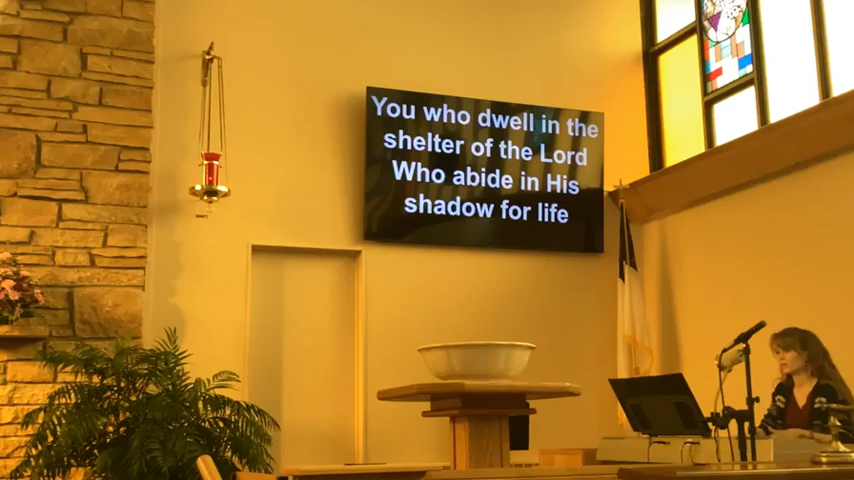 You who dwell in the
shelter of the Lord
Who abide in His
shadow for life